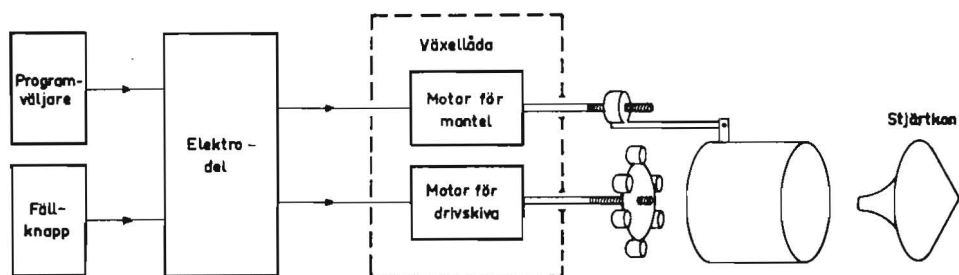 Program-
väljare
Fäll-
knapp
Elektro-
del
Växellåda
Motor för
mantel
Motor för
drivskiva
Stjärtkon